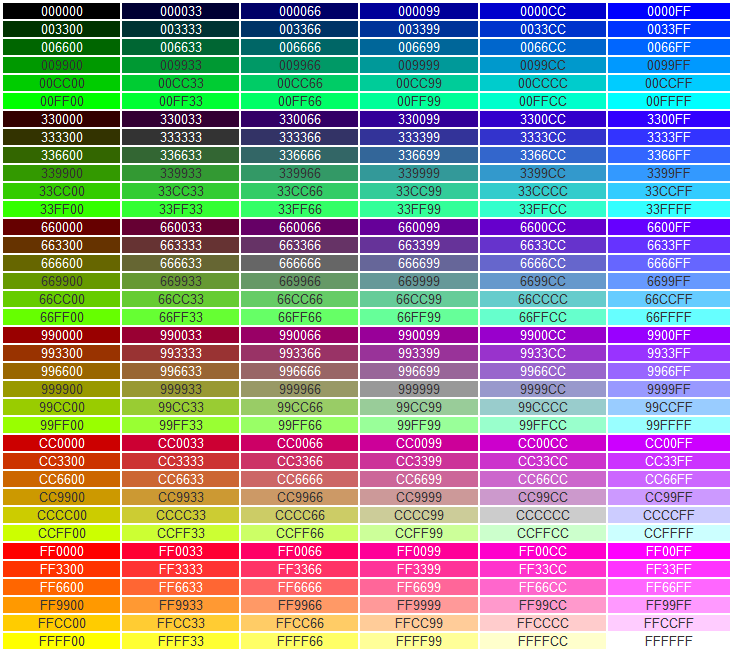 000000 000033 000066 000099 0000CC 0000FF
003300 003333 003366 003399 0033CC 0033FF
006600 006633 006666 006699 0066CC 0066FF
009900 009933 009966 009999 0099CC 0099FF
00CC00 00CC33 00CC66 00CC99 00CCCC 00CCFF
00FF00 00FF33 00FF66 00FF99 00FFCC 00FFFF
330000 330033 330066 330099 3300CC 3300FF
333300 333333 333366 333399 3333CC 3333FF
336600 336633 336666 336699 3366CC 3366FF
339900 339933 339966 339999 3399CC 3399FF
33CC00 33CC33 33CC66 33CC99 33CCCC 33CCFF
33FF00 33FF33 33FF66 33FF99 33FFCC 33FFFF
660000 660033 660066 660099 6600CC 6600FF
663300 663333 663366 663399 6633CC 6633FF
666600 666633 666666 666699 6666CC 6666FF
669900 669933 669966 669999 6699CC 6699FF
66CC00 66CC33 66CC66 66CC99 66CCCC 66CCFF
66FF00 66FF33 66FF66 66FF99 66FFCC 66FFFF
990000 990033 990066 990099 9900CC 9900FF
993300 993333 993366 993399 9933CC 9933FF
996600 996633 996666 996699 9966CC 9966FF
999900 999933 999966 999999 9999CC 9999FF
99CC00 99CC33 99CC66 99CC99 99CCCC 99CCFF
99FF00 99FF33 99FF66 99FF99 99FFCC 99FFFF
CC0000 CC0033 CC0066 CC0099 CC00CC CC00FF
CC3300 CC3333 CC3366 CC3399 CC33CC CC33FF
CC6600 CC6633 CC6666 CC6699 CC66CC CC66FF
CC9900 CC9933 CC9966 CC9999 CC99CC CC99FF
CCCC00 CCCC33 CCCC66 CCCC99 CCCCCC CCCCFF
CCFF00 CCFF33 CCFF66 CCFF99 CCFFCC CCFFFF
FF0000 FF0033 FF0066 FF0099 FF00CC FF00FF
FF3300 FF3333 FF3366 FF3399 FF33CC FF33FF
FF6600 FF6633 FF6666 FF6699 FF66CC FF66FF
FF9900 FF9933 FF9966 FF9999 FF99CC FF99FF
FFCC00 FFCC33 FFCC66 FFCC99 FFCCCC FFCCFF
FFFF00 FFFF33 FFFF66 FFFF99 FFFFCC FFFFFF